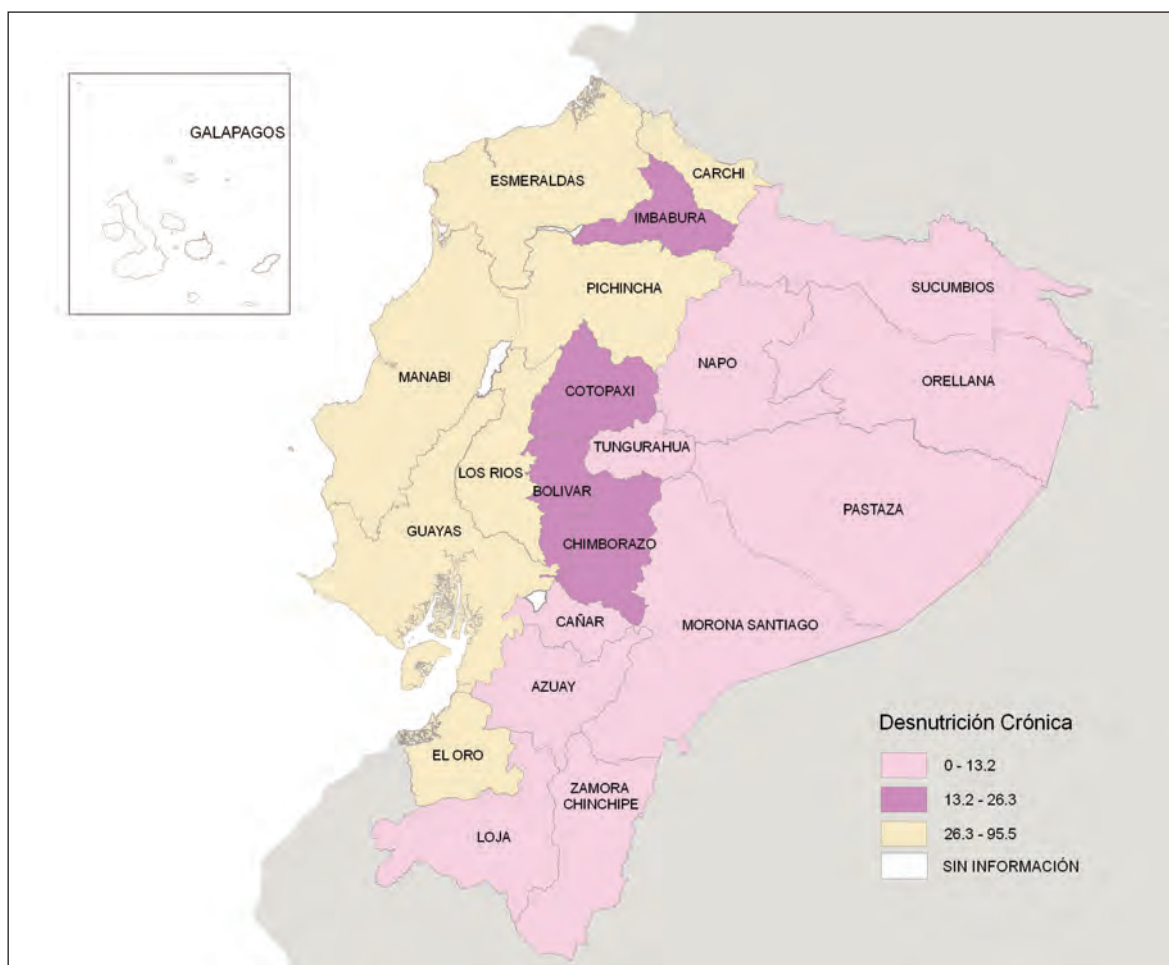 GALAPAGOS
ESMERALDAS
CARCHI
IMBABURA
PICHINCHA
SUCUMBIOS
NAPO
MANABI
ORELLANA
COTOPAXI
TUNGURAHUA
LOS RIOS
BOLIVAR
PASTAZA
GUAYAS
CHIMBORAZO
CAÑAR
MORONA SANTIAGO
AZUAY
EL ORO
ZAMORA
CHINCHIPE
LOJA
Desnutrición Crónica
0 - 13.2
13.2 - 26.3
26.3 - 95.5
SIN INFORMACIÓN